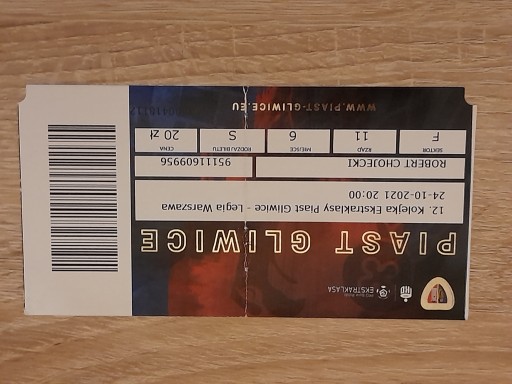 EKSTRAKLASA
PIAST GLIWICE
12. Kolejka Ekstraklasy Piast Gliwice - Legia Warszawa
24-10-2021 20:00
ROBERT CHOJECKI 95111609956
SEKTOR RZĄD MIEJSCE RODZAJ BILETU CENA
F 11 6 S 20 zł
WWW.PIAST-GLIWICE.EU